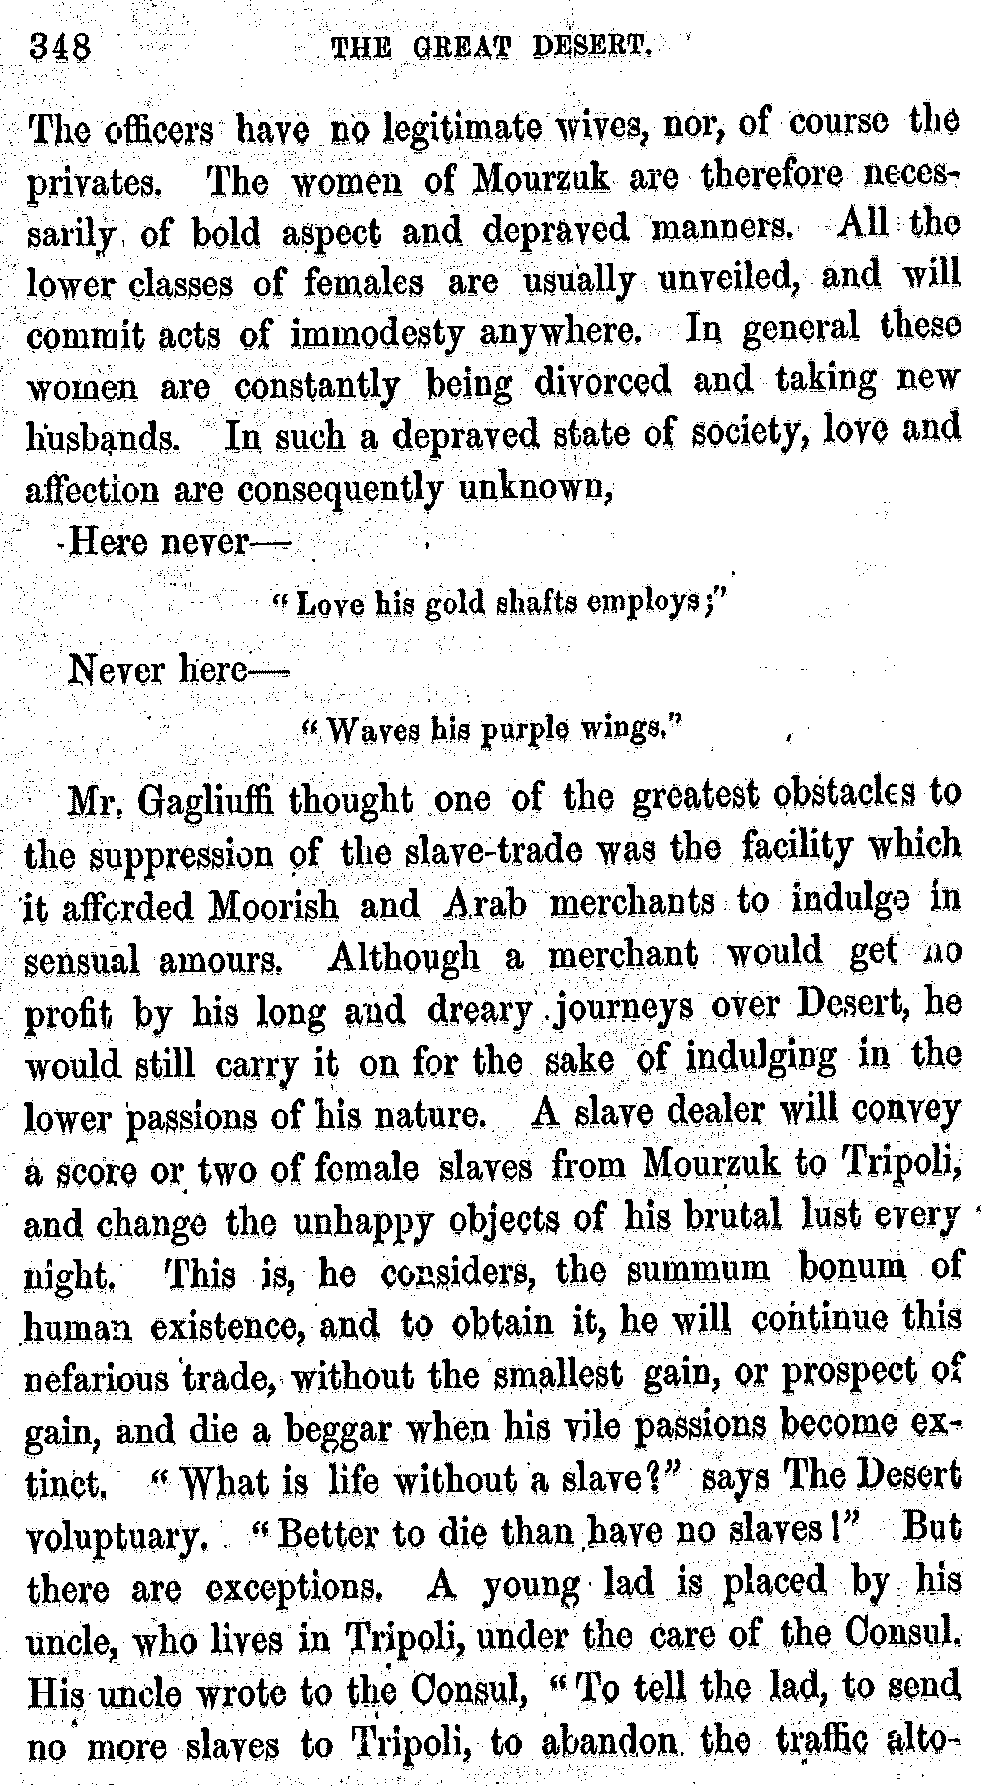 348 THE GREAT DESERT.
The officers have no legitimate wives, nor, of course the
privates. The women of Mourzuk are therefore neces-
sarily of bold aspect and depraved manners. All the
lower classes of females are usually unveiled, and will
commit acts of immodesty anywhere. In general these
women are constantly being divorced and taking new
husbands. In such a depraved state of society, love and
affection are consequently unknown,
Here never—
“Love his gold shafts employs;”
Never here—
“Waves his purple wings.”
Mr. Gagliuffi thought one of the greatest obstacles to
the suppression of the slave-trade was the facility which
it afforded Moorish and Arab merchants to indulge in
sensual amours. Although a merchant would get no
profit by his long and dreary journeys over Desert, he
would still carry it on for the sake of indulging in the
lower passions of his nature. A slave dealer will convey
a score or two of female slaves from Mourzuk to Tripoli,
and change the unhappy objects of his brutal lust every
night. This is, he considers, the summum bonum of
human existence, and to obtain it, he will continue this
nefarious trade, without the smallest gain, or prospect of
gain, and die a beggar when his vile passions become ex-
tinct. “What is life without a slave?” says The Desert
voluptuary. “Better to die than have no slaves!” But
there are exceptions. A young lad is placed by his
uncle, who lives in Tripoli, under the care of the Consul.
His uncle wrote to the Consul, “To tell the lad, to send
no more slaves to Tripoli, to abandon the traffic alto-